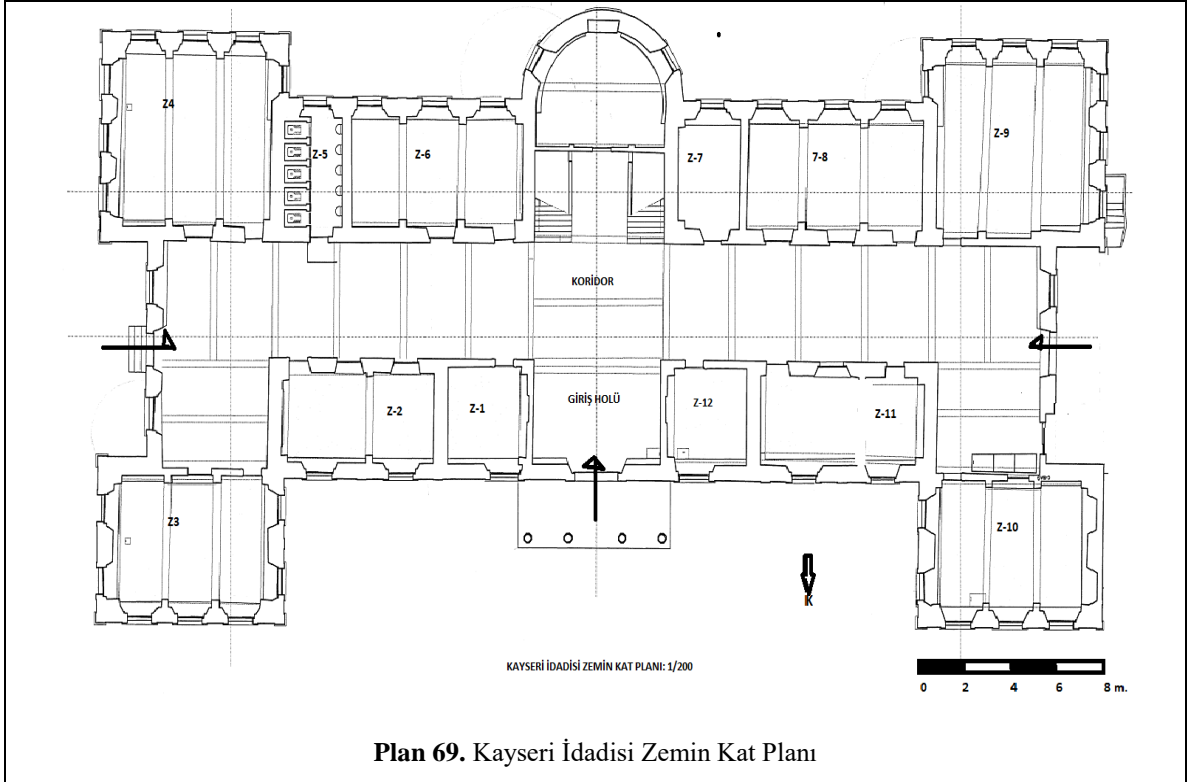 Z4
Z-5
Z-6
Z-7
7-8
Z-9
KORİDOR
Z-2
Z-1
GİRİŞ HOLÜ
Z-12
Z-11
Z3
Z-10
K
KAYSERİ İDADİSİ ZEMİN KAT PLANI: 1/200
0 2 4 6 8 m.
Plan 69. Kayseri İdadisi Zemin Kat Planı